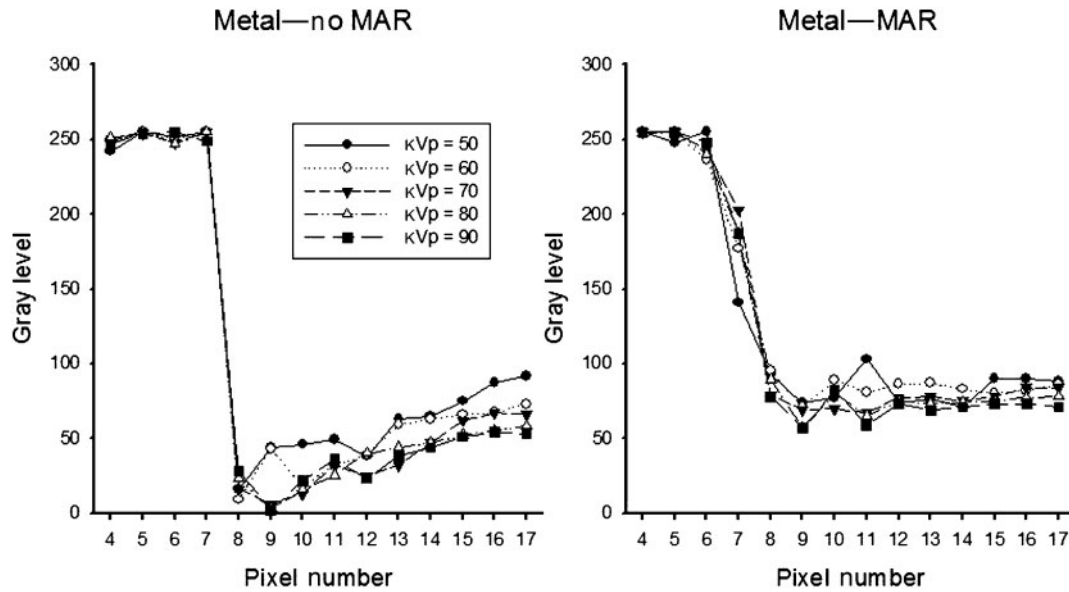 Metal—no MAR
300
250
200
150
100
50
0
Gray level
κVp = 50
κVp = 60
κVp = 70
κVp = 80
κVp = 90
4 5 6 7 8 9 10 11 12 13 14 15 16 17
Pixel number
Metal—MAR
300
250
200
150
100
50
0
Gray level
4 5 6 7 8 9 10 11 12 13 14 15 16 17
Pixel number